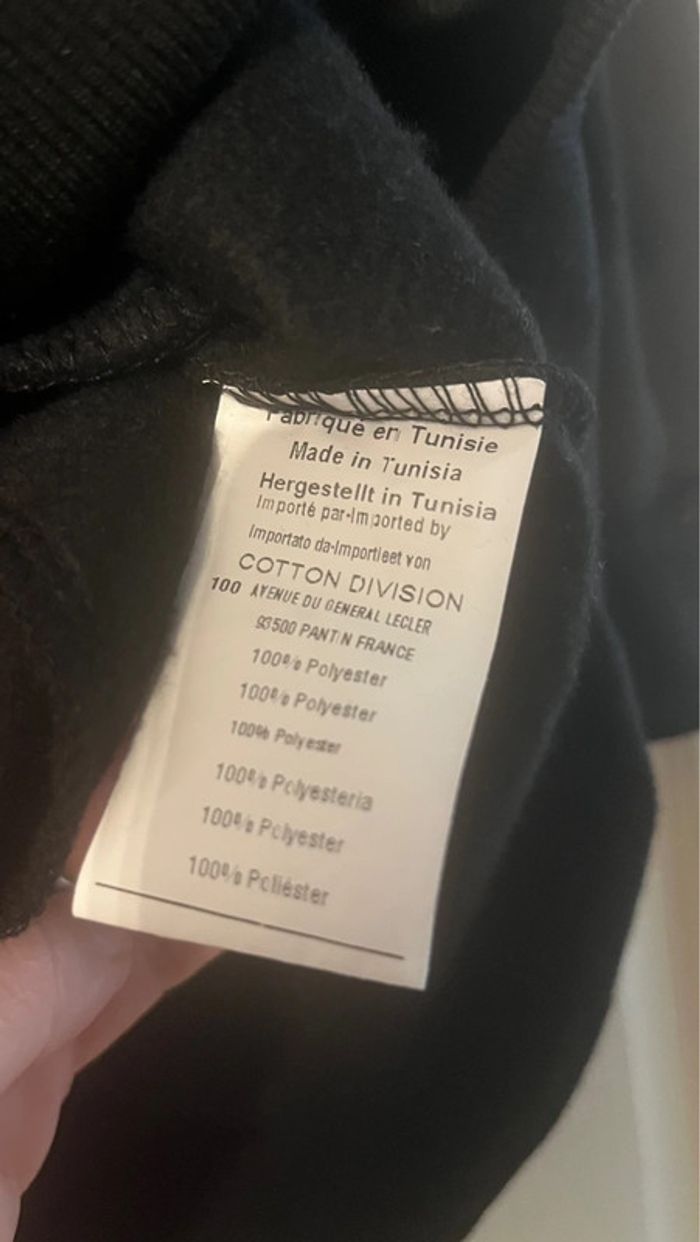 Fabrique en Tunisie
Made in Tunisia
Hergestellt in Tunisia
Importé par-Imported by
Importato da-Importieet von
COTTON DIVISION
100 AVENUE DU GENERAL LECLER
93500 PANTIN FRANCE
100% Polyester
100% Polyester
100% Polyester
100% Polyesteria
100% Polyester
100% Poliéster